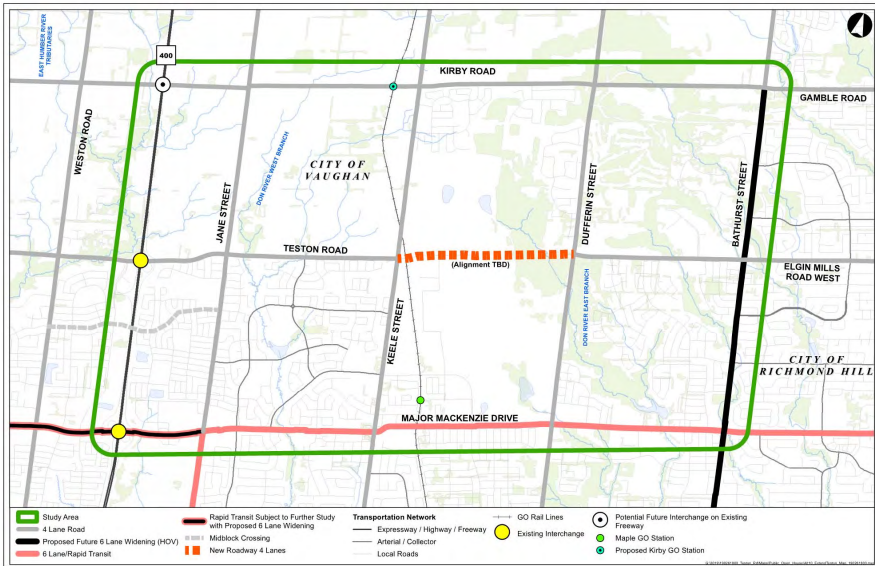 EAST HUMBER RIVER
TRIBUTARIES
400
KIRBY ROAD
GAMBLE ROAD
WESTON ROAD
JANE STREET
DON RIVER WEST BRANCH
CITY OF
VAUGHAN
DUFFERIN STREET
BATHURST STREET
TESTON ROAD
(Alignment TBD)
ELGIN MILLS
ROAD WEST
KEELE STREET
DON RIVER EAST BRANCH
CITY OF
RICHMOND HILL
MAJOR MACKENZIE DRIVE
Study Area
4 Lane Road
Proposed Future 6 Lane Widening (HOV)
6 Lane/Rapid Transit
Rapid Transit Subject to Further Study
with Proposed 6 Lane Widening
Midblock Crossing
New Roadway 4 Lanes
Transportation Network
Expressway / Highway / Freeway
Arterial / Collector
Local Roads
GO Rail Lines
Existing Interchange
Potential Future Interchange on Existing
Freeway
Maple GO Station
Proposed Kirby GO Station